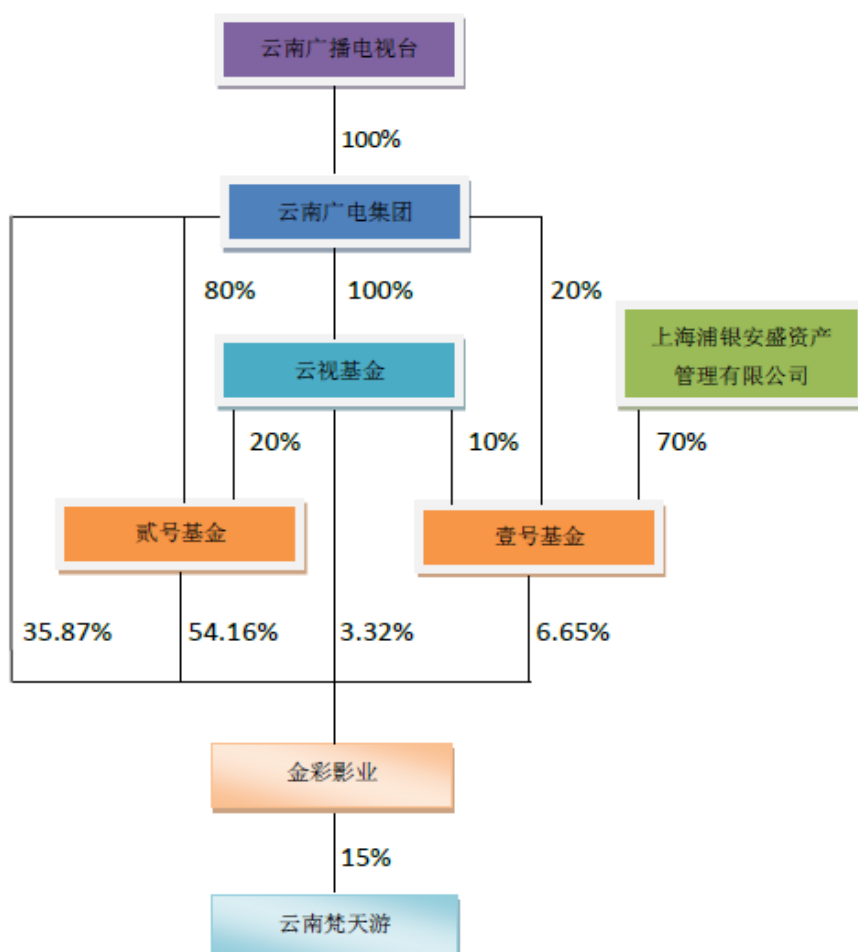 云南广播电视台
100%
云南广电集团
80%
100%
20%
上海浦银安盛资产
管理有限公司
云视基金
20%
10%
70%
贰号基金
壹号基金
35.87%
54.16%
3.32%
6.65%
金彩影业
15%
云南梵天游